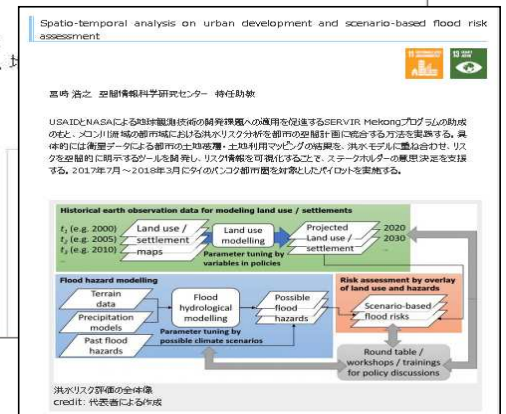 Spatio-temporal analysis on urban development and scenario-based flood risk
assessment
宮崎 浩之 空間情報科学研究センター 特任助教
USAIDとNASAによる地球観測技術の開発課題への適用を促進するSERVIR Mekongプログラムの助成
のもと、メコン川流域の都市域における洪水リスク分析を都市の空間計画に統合する方法を実践する。具
体的には衛星データによる都市の土地被覆・土地利用マッピングの結果を、洪水モデルに重ね合わせ、リス
クを空間的に明示するツールを開発し、リスク情報を可視化することで、ステークホルダーの意思決定を支援
する。2017年7月～2018年3月にタイのバンコク都市圏を対象としたパイロットを実施する。
Historical earth observation data for modeling land use / settlements
t1 (e.g. 2000)
t2 (e.g. 2005)
t3 (e.g. 2010)
...
Land use /
settlement
maps
Land use
modelling
Parameter tuning by
variables in policies
Projected
Land use /
settlement
2020
2030
...
Flood hazard modelling
Terrain
data
Precipitation
models
Past flood
hazards
Flood
hydrological
modelling
Parameter tuning by
possible climate scenarios
Possible
flood
hazards
Risk assessment by overlay
of land use and hazards
Scenario-based
flood risks
Round table /
workshops / trainings
for policy discussions
洪水リスク評価の全体像
credit: 代表者による作成